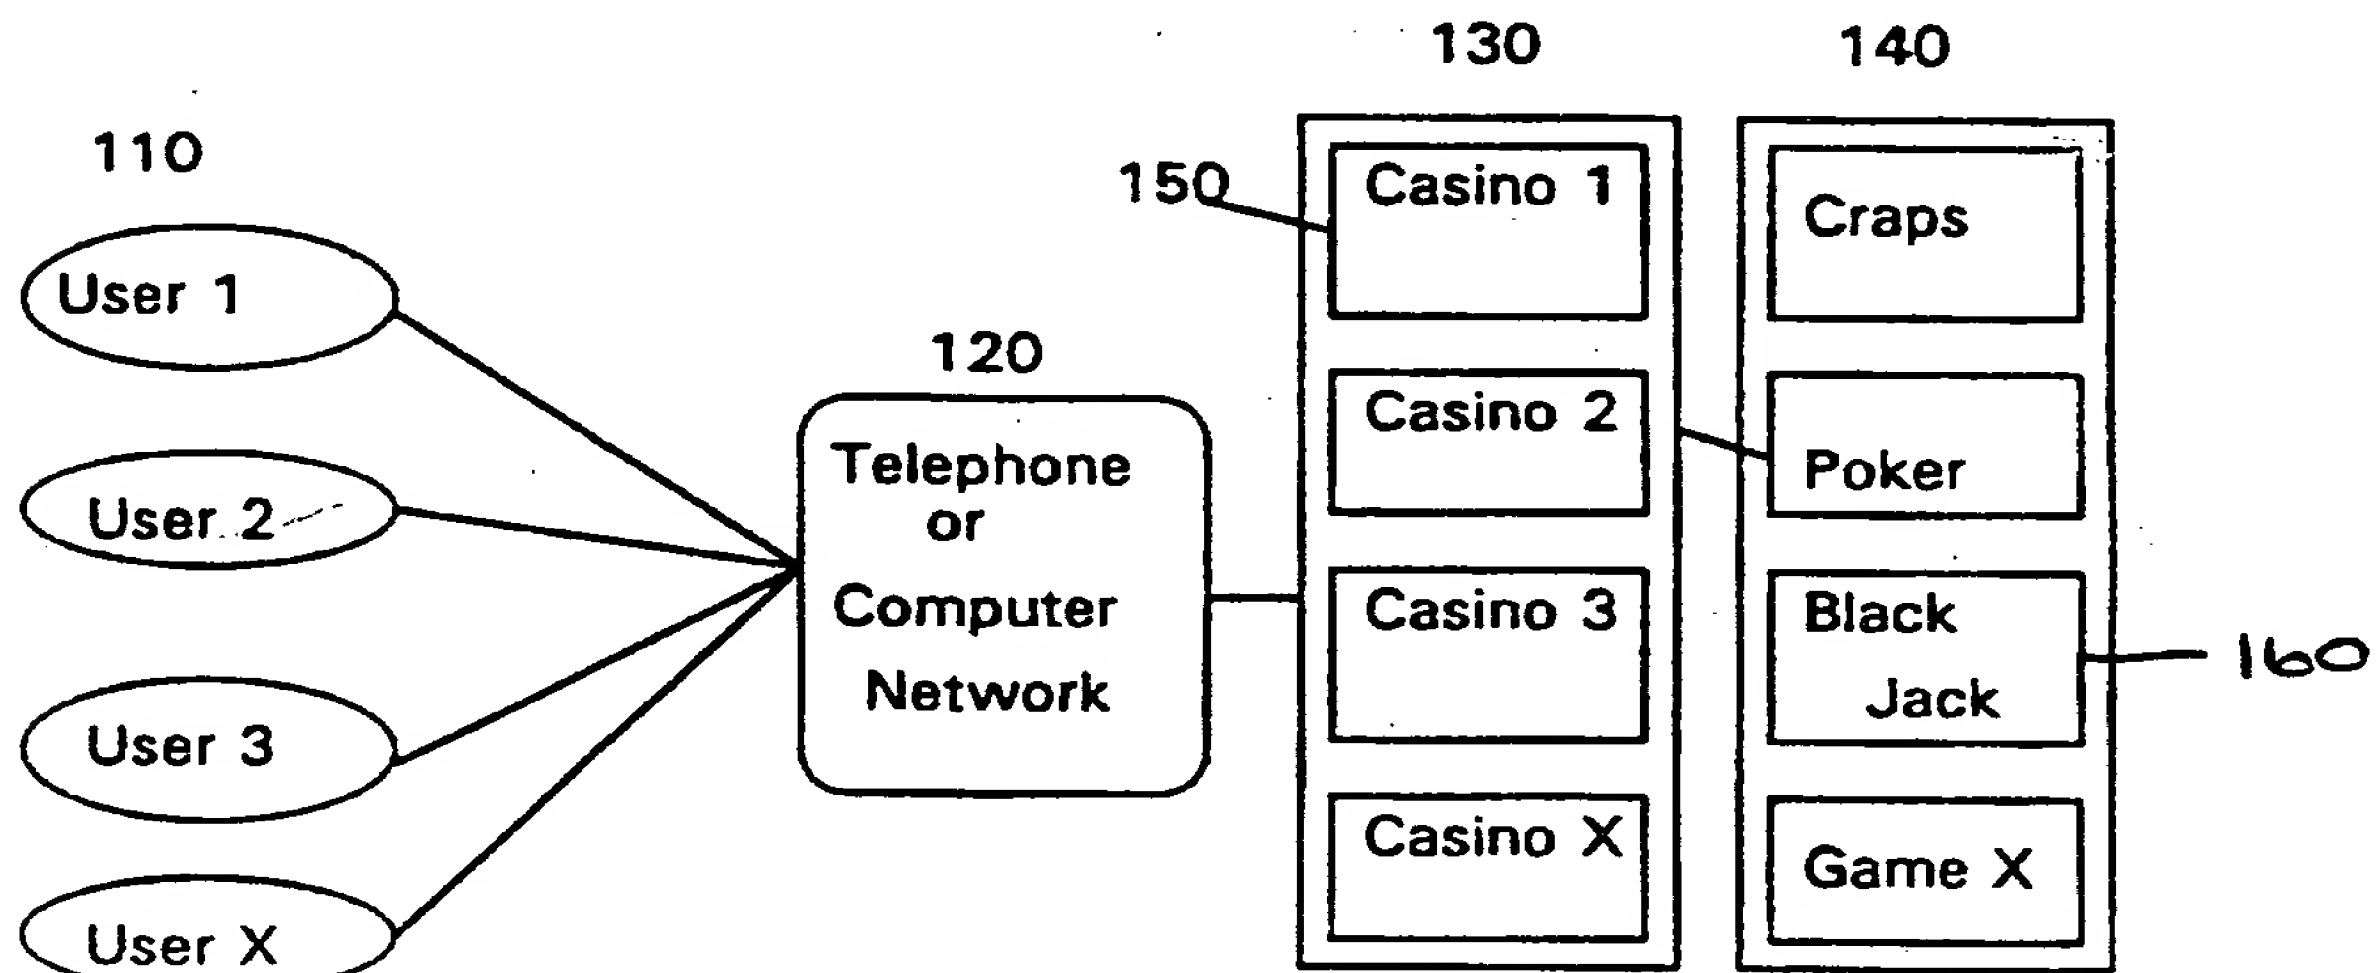 110
User 1
User 2
User 3
User X
120
Telephone
or
Computer
Network
130
150
Casino 1
Casino 2
Casino 3
Casino X
140
Craps
Poker
Black
Jack
Game X
160